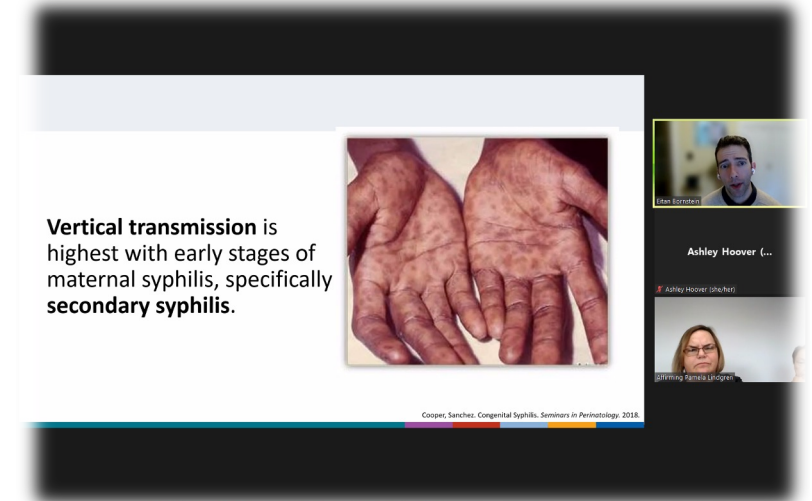 Vertical transmission is
highest with early stages of
maternal syphilis, specifically
secondary syphilis.
Cooper, Sanchez. Congenital Syphilis. Seminars in Perinatology. 2018.
Eitan Bornstein
Ashley Hoover (...
Ashley Hoover (she/her)
Affirming Pamela Lindgren